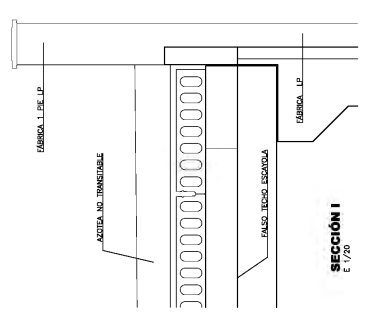 FÁBRICA 1 PIE LP
AZOTEA NO TRANSITABLE
FALSO TECHO ESCAYOLA
FÁBRICA LP
SECCIÓN I
E 1/20